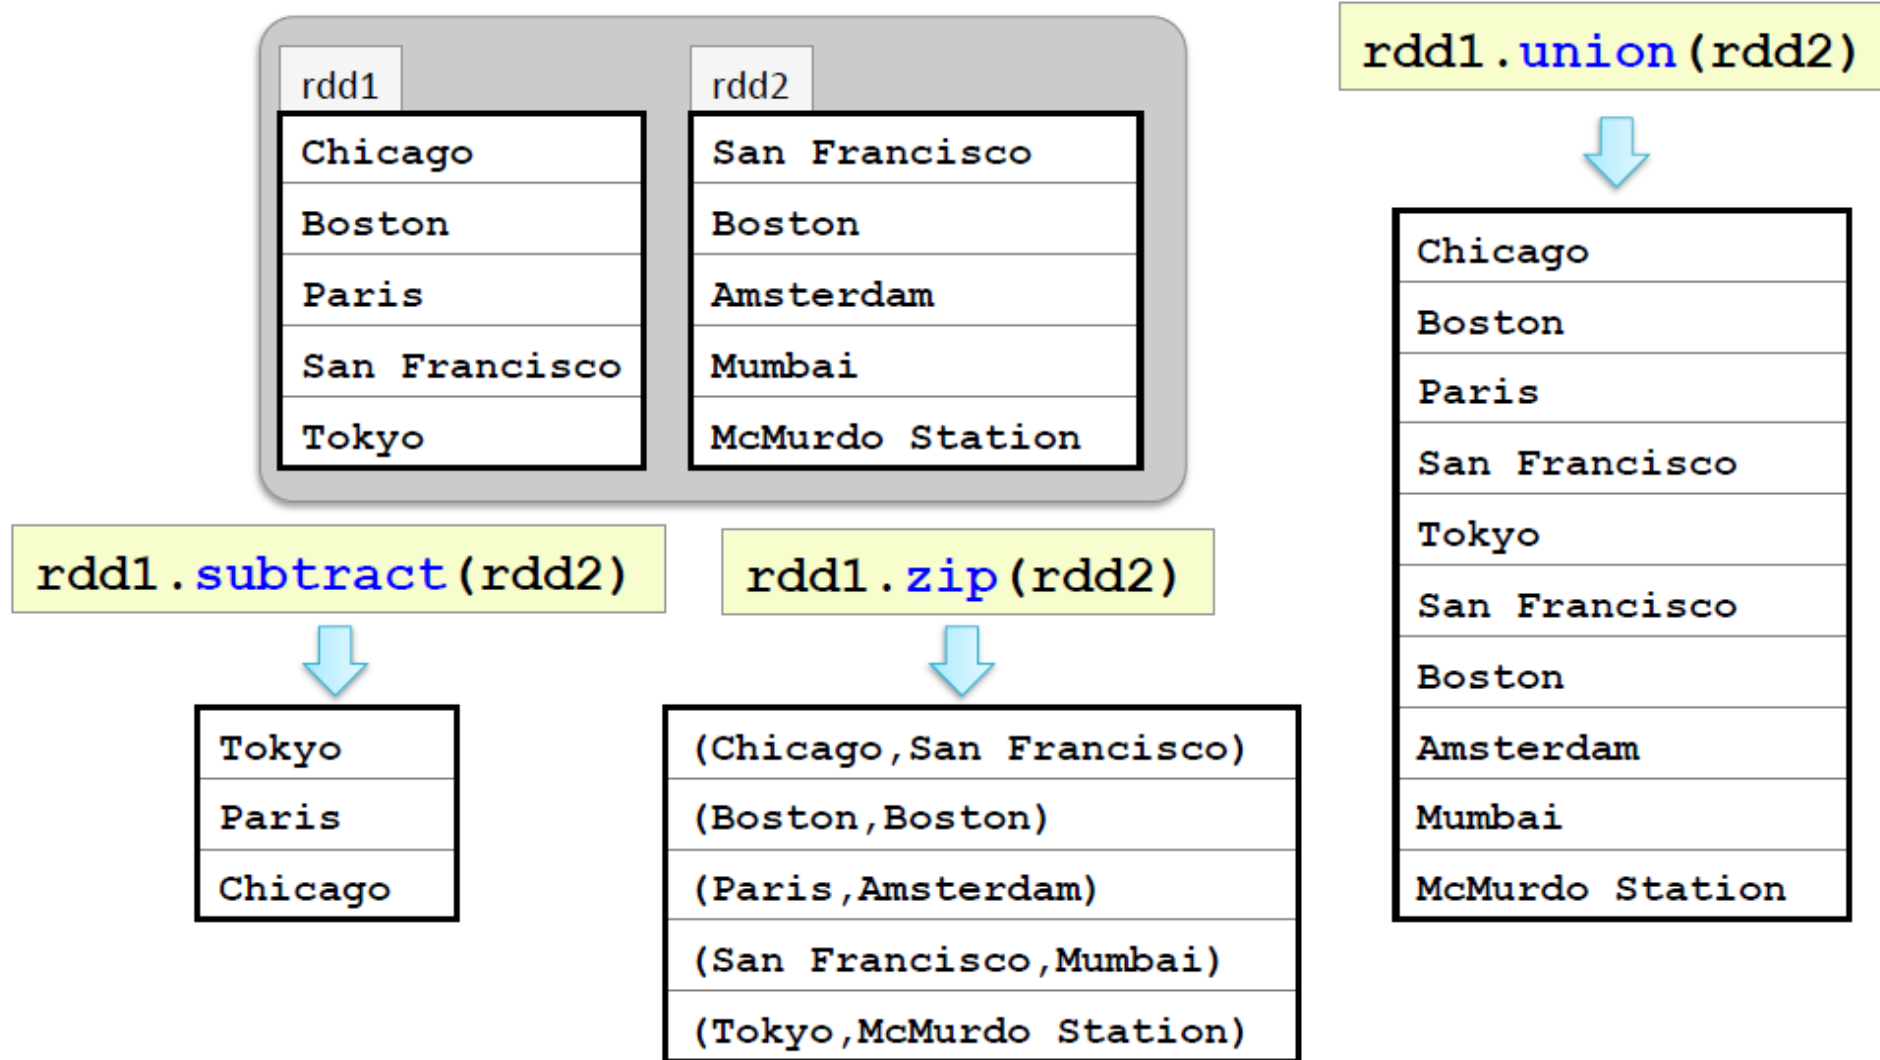 rdd1
Chicago
Boston
Paris
San Francisco
Tokyo
rdd2
San Francisco
Boston
Amsterdam
Mumbai
McMurdo Station
rdd1.subtract(rdd2)
Tokyo
Paris
Chicago
rdd1.zip(rdd2)
(Chicago,San Francisco)
(Boston,Boston)
(Paris,Amsterdam)
(San Francisco,Mumbai)
(Tokyo,McMurdo Station)
rdd1.union(rdd2)
Chicago
Boston
Paris
San Francisco
Tokyo
San Francisco
Boston
Amsterdam
Mumbai
McMurdo Station